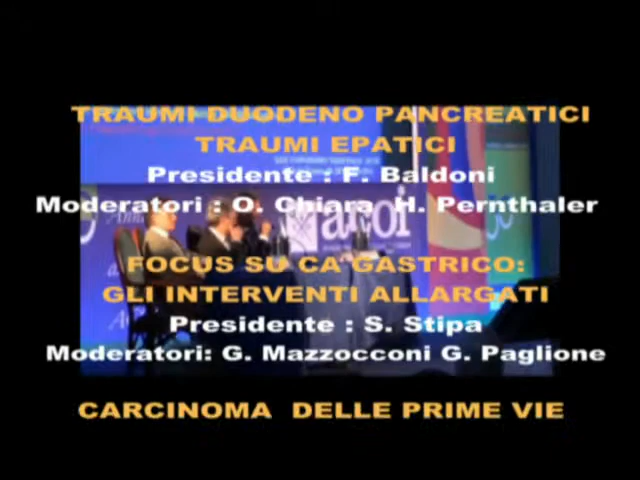 TRAUMI DUODENO PANCREATICI
TRAUMI EPATICI
Presidente : F. Baldoni
Moderatori : O. Chiara H. Pernthaler
acoi
FOCUS SU CA GASTRICO:
GLI INTERVENTI ALLARGATI
Presidente : S. Stipa
Moderatori: G. Mazzocconi G. Paglione
CARCINOMA DELLE PRIME VIE